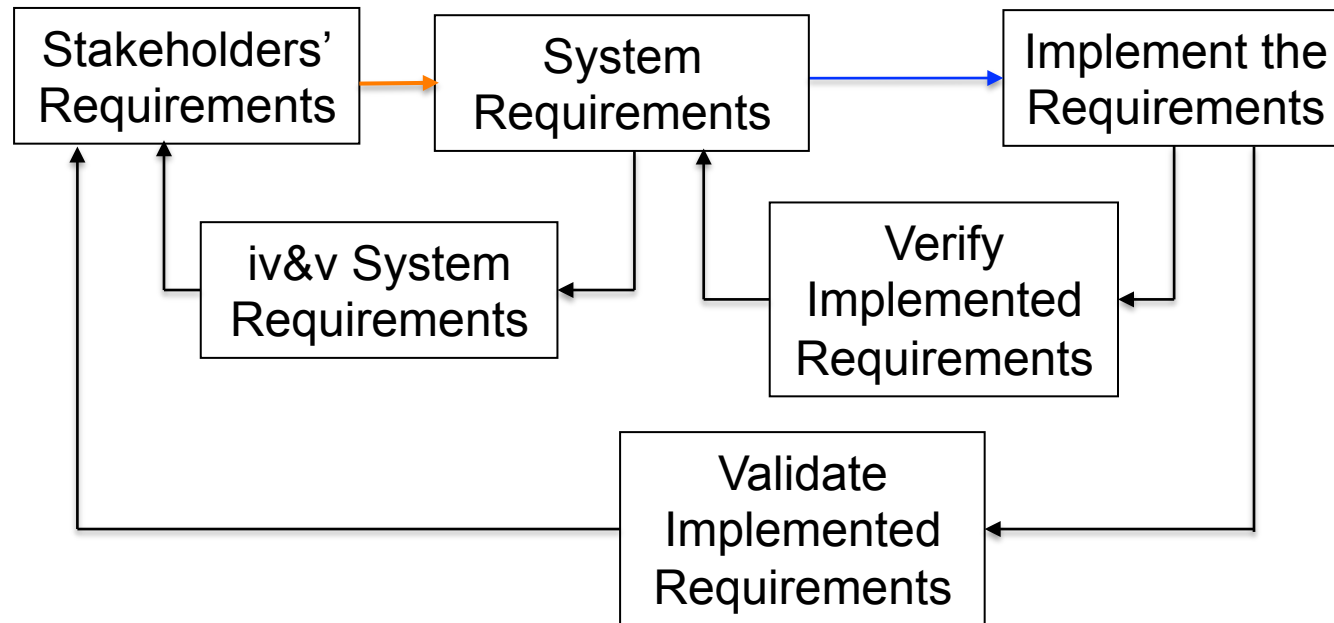 Stakeholders’
Requirements
System
Requirements
Implement the
Requirements
iv&v System
Requirements
Verify
Implemented
Requirements
Validate
Implemented
Requirements